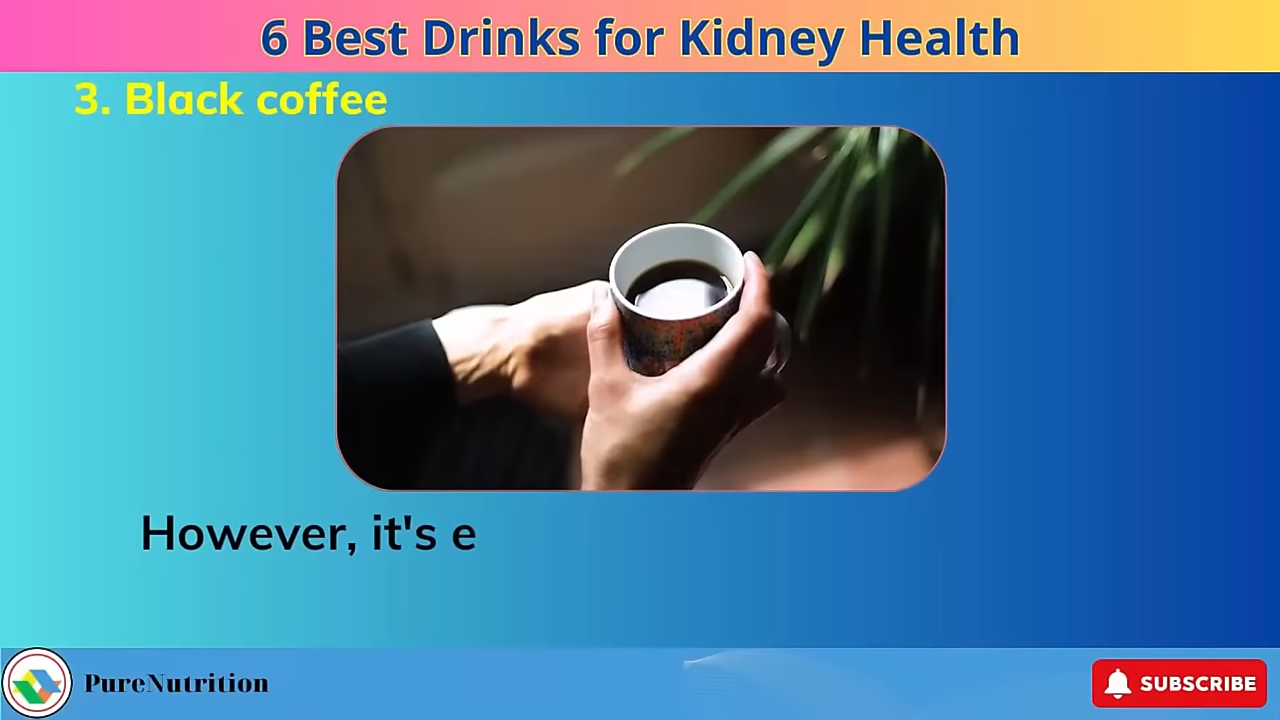 6 Best Drinks for Kidney Health
3. Black coffee
However, it's e
PureNutrition
SUBSCRIBE